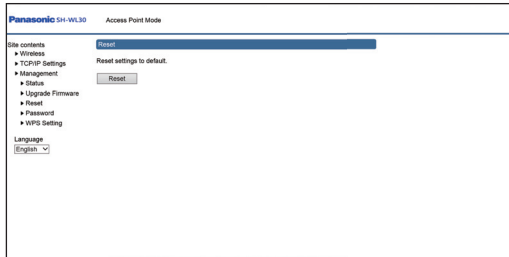 Panasonic SH-WL30 Access Point Mode
Site contents
Wireless
TCP/IP Settings
Management
Status
Upgrade Firmware
Reset
Password
WPS Setting
Language
English
Reset
Reset settings to default.
Reset